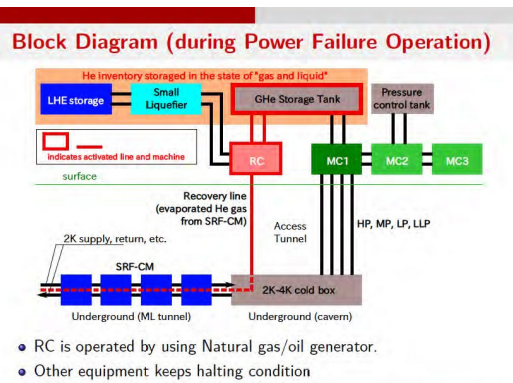 Block Diagram (during Power Failure Operation)
He inventory storaged in the state of "gas and liquid"
LHE storage
Small
Liquefier
GHe Storage Tank
Pressure
control tank
indicates activated line and machine
RC
MC1
MC2
MC3
surface
Recovery line
(evaporated He gas
from SRF-CM)
Access
Tunnel
HP, MP, LP, LLP
2K supply, return, etc.
SRF-CM
2K-4K cold box
Underground (ML tunnel)
Underground (cavern)
RC is operated by using Natural gas/oil generator.
Other equipment keeps halting condition